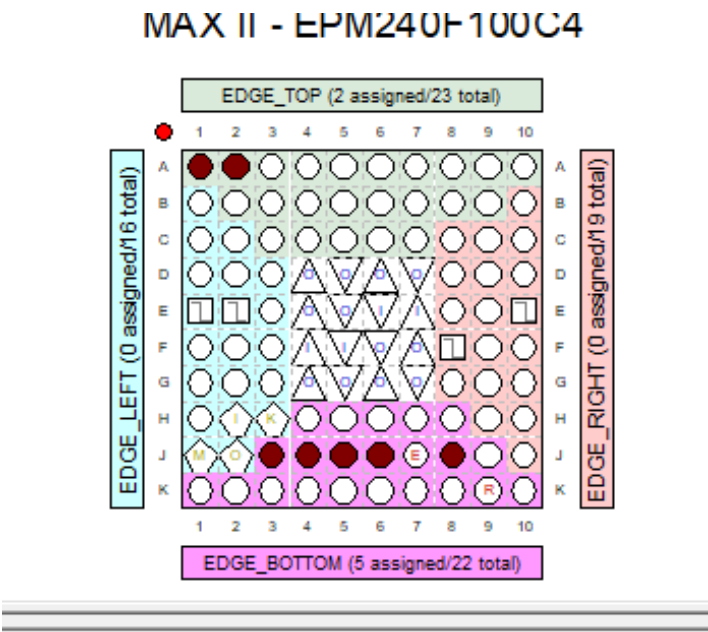 MAX II - EPM240F100C4
EDGE_TOP (2 assigned/23 total)
1 2 3 4 5 6 7 8 9 10
A A
B B
C C
D O O O O D
E O O I I E
F I I O O F
G O O O O G
H I K H
J M O E J
K R K
1 2 3 4 5 6 7 8 9 10
EDGE_LEFT (0 assigned/16 total)
EDGE_RIGHT (0 assigned/19 total)
EDGE_BOTTOM (5 assigned/22 total)